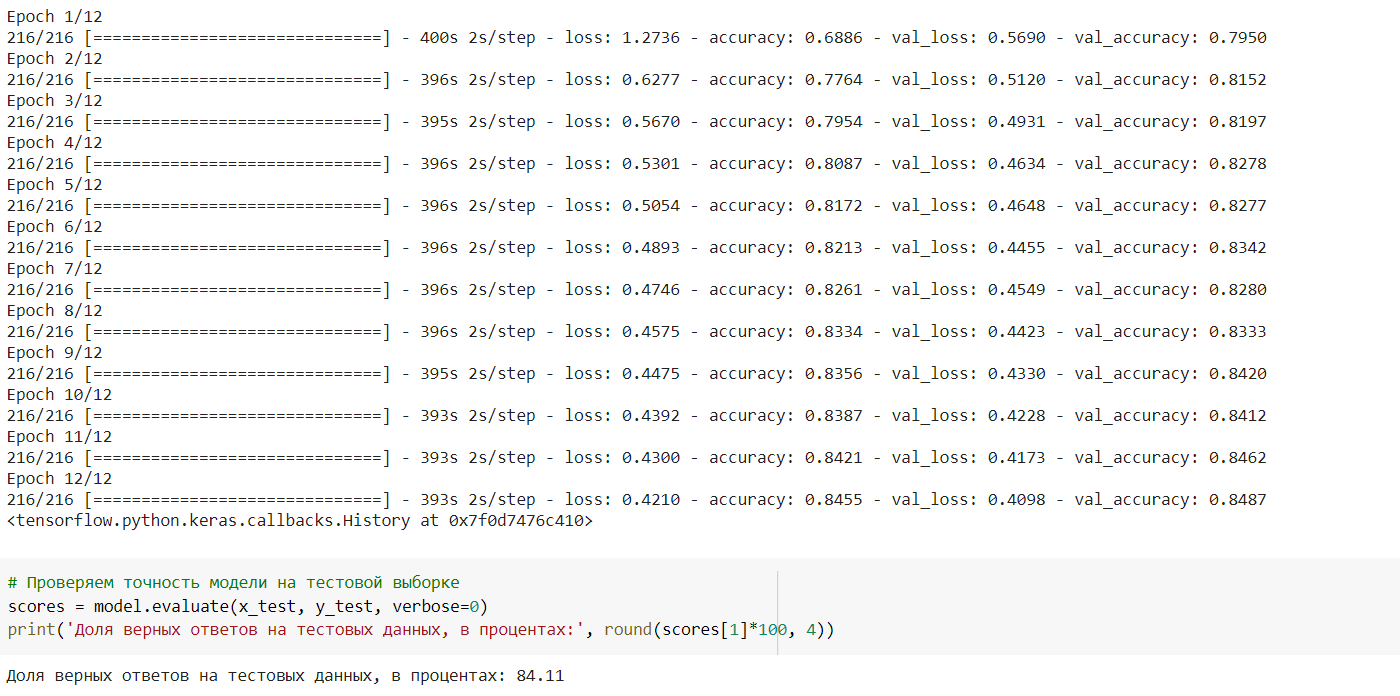 Epoch 1/12
216/216 [==============================] - 400s 2s/step - loss: 1.2736 - accuracy: 0.6886 - val_loss: 0.5690 - val_accuracy: 0.7950
Epoch 2/12
216/216 [==============================] - 396s 2s/step - loss: 0.6277 - accuracy: 0.7764 - val_loss: 0.5120 - val_accuracy: 0.8152
Epoch 3/12
216/216 [==============================] - 395s 2s/step - loss: 0.5670 - accuracy: 0.7954 - val_loss: 0.4931 - val_accuracy: 0.8197
Epoch 4/12
216/216 [==============================] - 396s 2s/step - loss: 0.5301 - accuracy: 0.8087 - val_loss: 0.4634 - val_accuracy: 0.8278
Epoch 5/12
216/216 [==============================] - 396s 2s/step - loss: 0.5054 - accuracy: 0.8172 - val_loss: 0.4648 - val_accuracy: 0.8277
Epoch 6/12
216/216 [==============================] - 396s 2s/step - loss: 0.4893 - accuracy: 0.8213 - val_loss: 0.4455 - val_accuracy: 0.8342
Epoch 7/12
216/216 [==============================] - 396s 2s/step - loss: 0.4746 - accuracy: 0.8261 - val_loss: 0.4549 - val_accuracy: 0.8280
Epoch 8/12
216/216 [==============================] - 396s 2s/step - loss: 0.4575 - accuracy: 0.8334 - val_loss: 0.4423 - val_accuracy: 0.8333
Epoch 9/12
216/216 [==============================] - 395s 2s/step - loss: 0.4475 - accuracy: 0.8356 - val_loss: 0.4330 - val_accuracy: 0.8420
Epoch 10/12
216/216 [==============================] - 393s 2s/step - loss: 0.4392 - accuracy: 0.8387 - val_loss: 0.4228 - val_accuracy: 0.8412
Epoch 11/12
216/216 [==============================] - 393s 2s/step - loss: 0.4300 - accuracy: 0.8421 - val_loss: 0.4173 - val_accuracy: 0.8462
Epoch 12/12
216/216 [==============================] - 393s 2s/step - loss: 0.4210 - accuracy: 0.8455 - val_loss: 0.4098 - val_accuracy: 0.8487
<tensorflow.python.keras.callbacks.History at 0x7f0d7476c410>
# Проверяем точность модели на тестовой выборке
scores = model.evaluate(x_test, y_test, verbose=0)
print('Доля верных ответов на тестовых данных, в процентах:', round(scores[1]*100, 4))
Доля верных ответов на тестовых данных, в процентах: 84.11